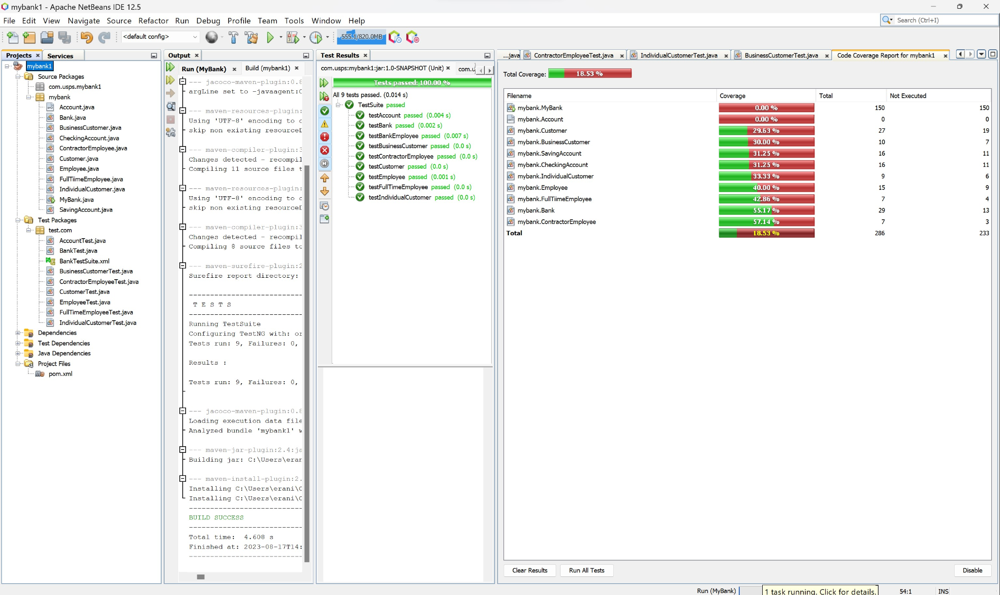 mybank1 - Apache NetBeans IDE 12.5
File Edit View Navigate Source Refactor Run Debug Profile Team Tools Window Help
Search (Ctrl+I)
<default config>
555.1/820.0MB
Projects
Services
mybank1
Source Packages
com.usps.mybank1
mybank
Account.java
Bank.java
BusinessCustomer.java
CheckingAccount.java
ContractorEmployee.java
Customer.java
Employee.java
FullTiimeEmployee.java
IndividualCustomer.java
MyBank.java
SavingAccount.java
Test Packages
test.com
AccountTest.java
BankTest.java
BankTestSuite.xml
BusinessCustomerTest.java
ContractorEmployeeTest.java
CustomerTest.java
EmployeeTest.java
FullTimeEmployeeTest.java
IndividualCustomerTest.java
Dependencies
Test Dependencies
Java Dependencies
Project Files
pom.xml
Output
Run (MyBank)
Build (mybank1)
--- jacoco-maven-plugin:0.8
argLine set to -javaagent:C
--- maven-resources-plugin:
Using 'UTF-8' encoding to c
skip non existing resourceD
--- maven-compiler-plugin:3
Changes detected - recompil
Compiling 11 source files t
--- maven-resources-plugin:
Using 'UTF-8' encoding to c
skip non existing resourceD
--- maven-compiler-plugin:3
Changes detected - recompil
Compiling 8 source files to
--- maven-surefire-plugin:2
Surefire report directory:
T E S T S
Running TestSuite
Configuring TestNG with: or
Tests run: 9, Failures: 0,
Results :
Tests run: 9, Failures: 0,
--- jacoco-maven-plugin:0.8
Loading execution data file
Analyzed bundle 'mybank1' w
--- maven-jar-plugin:2.4:ja
Building jar: C:\Users\eran
--- maven-install-plugin:2.
Installing C:\Users\erani\C
Installing C:\Users\erani\C
BUILD SUCCESS
Total time:  4.608 s
Finished at: 2023-08-17T14:
Test Results
com.usps:mybank1:jar:1.0-SNAPSHOT (Unit)
com.u
Tests passed: 100.00 %
All 9 tests passed. (0.014 s)
TestSuite passed
testAccount passed (0.004 s)
testBank passed (0.002 s)
testBankEmployee passed (0.007 s)
testBusinessCustomer passed (0.0 s)
testContractorEmployee passed (0.0 s)
testCustomer passed (0.0 s)
testEmployee passed (0.001 s)
testFullTimeEmployee passed (0.0 s)
testIndividualCustomer passed (0.0 s)
...java
ContractorEmployeeTest.java
IndividualCustomerTest.java
BusinessCustomerTest.java
Code Coverage Report for mybank1
Total Coverage: 18.53 %
Filename Coverage Total Not Executed
mybank.MyBank 0.00 % 150 150
mybank.Account 0.00 % 0 0
mybank.Customer 29.63 % 27 19
mybank.BusinessCustomer 30.00 % 10 7
mybank.SavingAccount 31.25 % 16 11
mybank.CheckingAccount 31.25 % 16 11
mybank.IndividualCustomer 33.33 % 9 6
mybank.Employee 40.00 % 15 9
mybank.FullTiimeEmployee 42.86 % 7 4
mybank.Bank 55.17 % 29 13
mybank.ContractorEmployee 57.14 % 7 3
Total 18.53 % 286 233
Clear Results
Run All Tests
Disable
Run (MyBank)
1 task running. Click for details.
54:1
INS